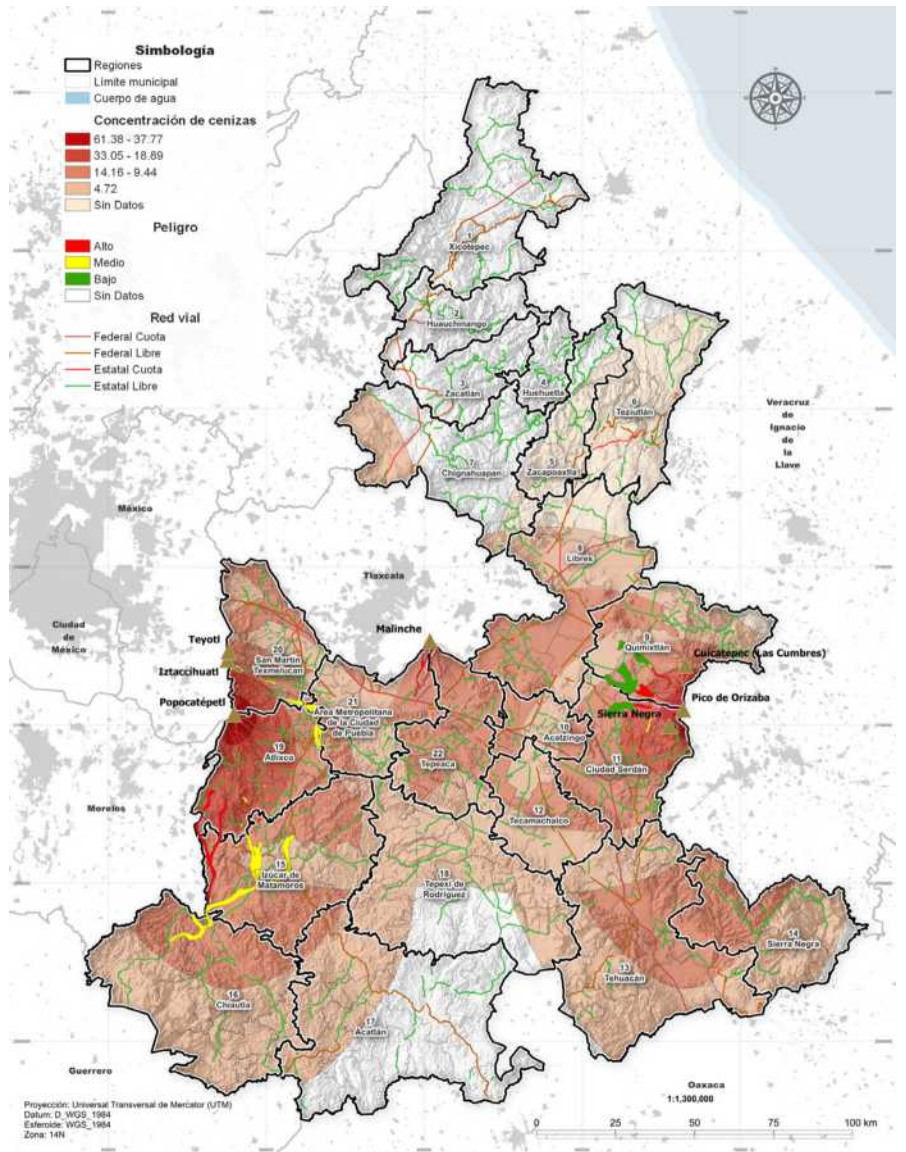 Simbología
Regiones
Límite municipal
Cuerpo de agua
Concentración de cenizas
61.38 - 37.77
33.05 - 18.89
14.16 - 9.44
4.72
Sin Datos
Peligro
Alto
Medio
Bajo
Sin Datos
Red vial
Federal Cuota
Federal Libre
Estatal Cuota
Estatal Libre
1
Xicotepec
2
Huauchinango
3
Zacatlán
4
Huehuetla
6
Teziutlán
5
Zacapoaxtla
7
Chignahuapan
Veracruz
de
Ignacio
de
la
Llave
México
8
Libres
Tlaxcala
Ciudad
de
México
Malinche
Teyotl
Iztaccíhuatl
Popocatépetl
20
San Martín
Texmelucan
9
Quimixtlán
Cuicatepec (Las Cumbres)
Pico de Orizaba
Sierra Negra
21
Área Metropolitana
de la Ciudad
de Puebla
10
Acatzingo
19
Atlixco
22
Tepeaca
11
Ciudad Serdán
12
Tecamachalco
Morelos
15
Izúcar de
Matamoros
18
Tepexi de
Rodríguez
14
Sierra Negra
13
Tehuacán
16
Chiautla
17
Acatlán
Guerrero
Oaxaca
1:1,300,000
Proyección: Universal Transversal de Mercator (UTM)
Datum: D_WGS_1984
Esferoide: WGS_1984
Zona: 14N
0 25 50 75 100 km